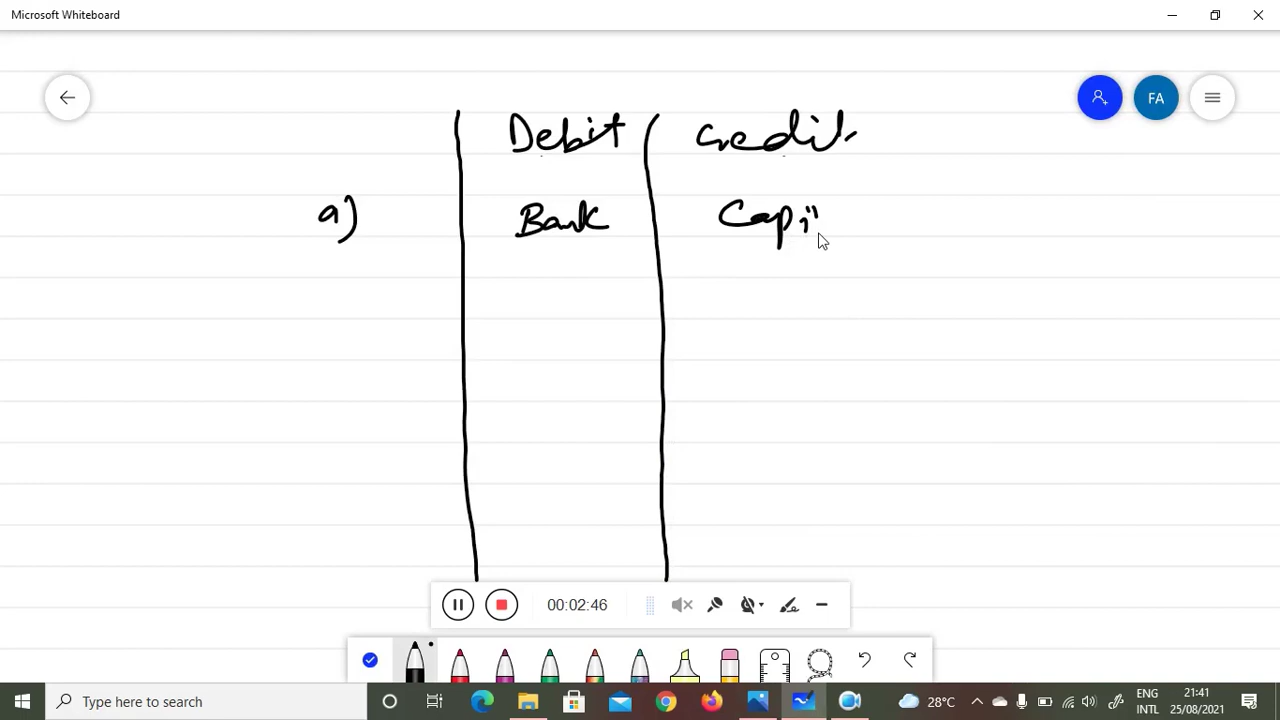 Microsoft Whiteboard
FA
Debit Credit
a) Bank Capi
00:02:46
Type here to search
28°C
ENG 21:41
INTL 25/08/2021